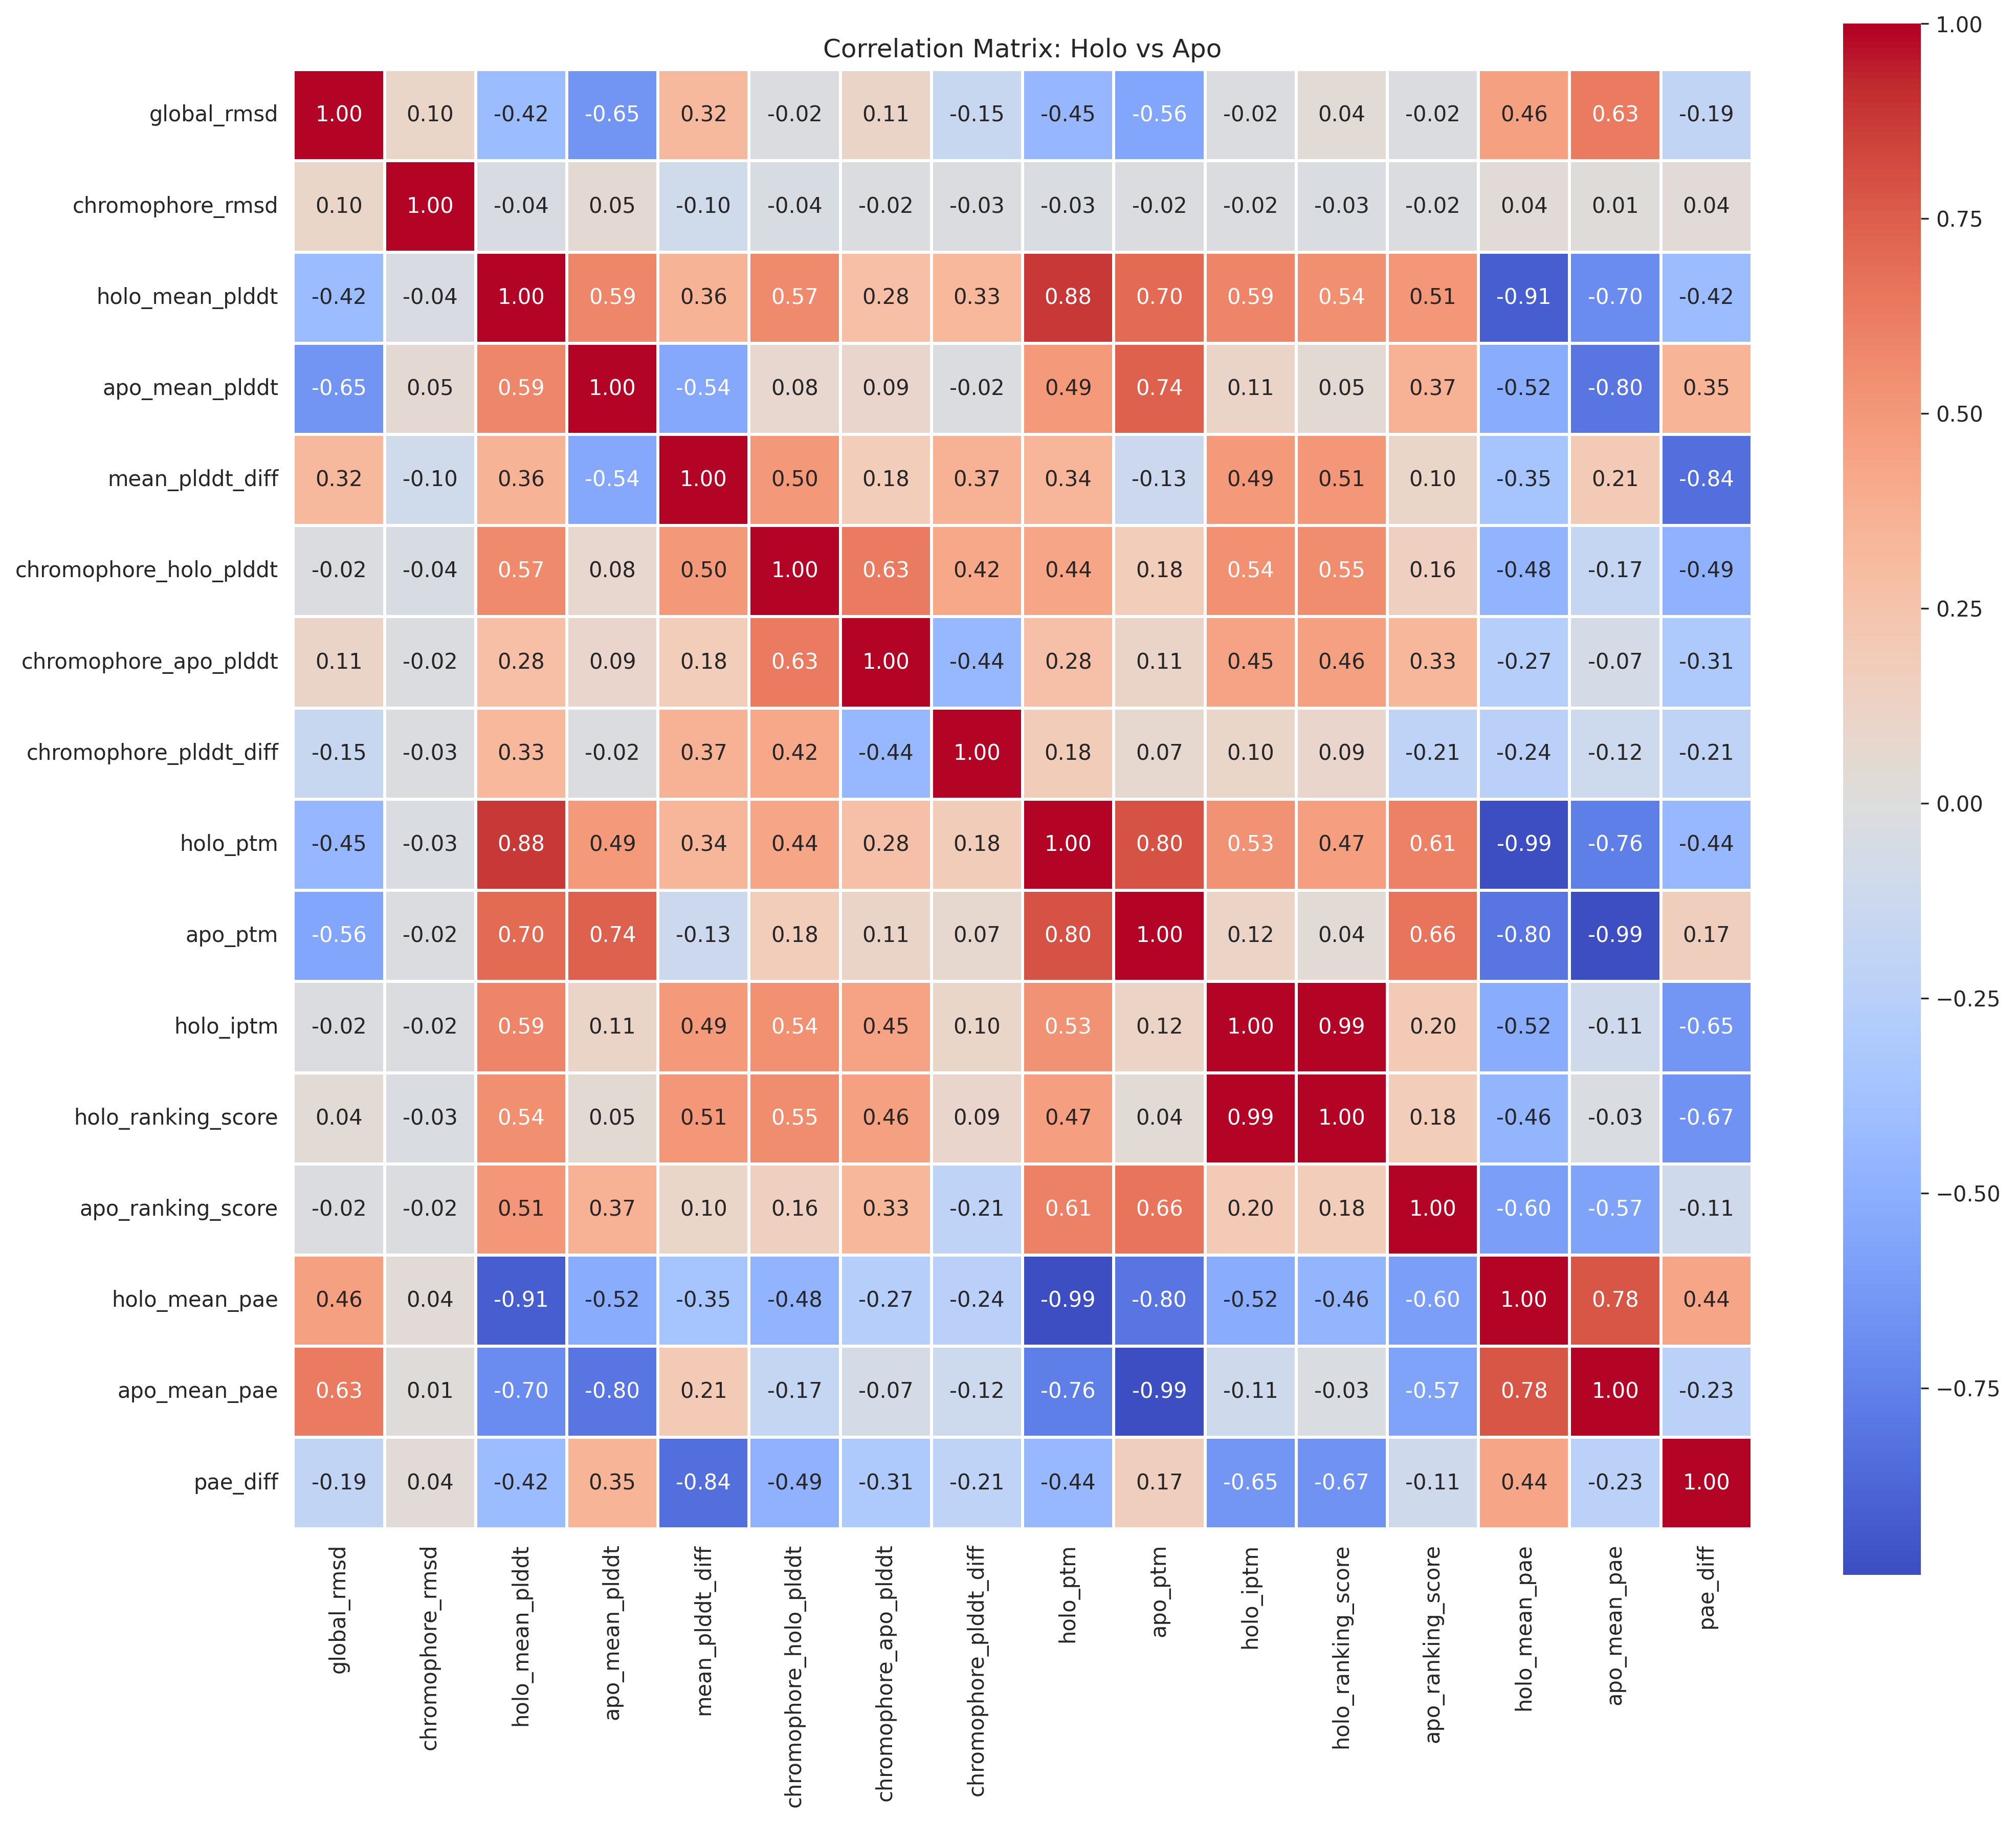 Correlation Matrix: Holo vs Apo
global_rmsd 1.00 0.10 -0.42 -0.65 0.32 -0.02 0.11 -0.15 -0.45 -0.56 -0.02 0.04 -0.02 0.46 0.63 -0.19
chromophore_rmsd 0.10 1.00 -0.04 0.05 -0.10 -0.04 -0.02 -0.03 -0.03 -0.02 -0.02 -0.03 -0.02 0.04 0.01 0.04
holo_mean_plddt -0.42 -0.04 1.00 0.59 0.36 0.57 0.28 0.33 0.88 0.70 0.59 0.54 0.51 -0.91 -0.70 -0.42
apo_mean_plddt -0.65 0.05 0.59 1.00 -0.54 0.08 0.09 -0.02 0.49 0.74 0.11 0.05 0.37 -0.52 -0.80 0.35
mean_plddt_diff 0.32 -0.10 0.36 -0.54 1.00 0.50 0.18 0.37 0.34 -0.13 0.49 0.51 0.10 -0.35 0.21 -0.84
chromophore_holo_plddt -0.02 -0.04 0.57 0.08 0.50 1.00 0.63 0.42 0.44 0.18 0.54 0.55 0.16 -0.48 -0.17 -0.49
chromophore_apo_plddt 0.11 -0.02 0.28 0.09 0.18 0.63 1.00 -0.44 0.28 0.11 0.45 0.46 0.33 -0.27 -0.07 -0.31
chromophore_plddt_diff -0.15 -0.03 0.33 -0.02 0.37 0.42 -0.44 1.00 0.18 0.07 0.10 0.09 -0.21 -0.24 -0.12 -0.21
holo_ptm -0.45 -0.03 0.88 0.49 0.34 0.44 0.28 0.18 1.00 0.80 0.53 0.47 0.61 -0.99 -0.76 -0.44
apo_ptm -0.56 -0.02 0.70 0.74 -0.13 0.18 0.11 0.07 0.80 1.00 0.12 0.04 0.66 -0.80 -0.99 0.17
holo_iptm -0.02 -0.02 0.59 0.11 0.49 0.54 0.45 0.10 0.53 0.12 1.00 0.99 0.20 -0.52 -0.11 -0.65
holo_ranking_score 0.04 -0.03 0.54 0.05 0.51 0.55 0.46 0.09 0.47 0.04 0.99 1.00 0.18 -0.46 -0.03 -0.67
apo_ranking_score -0.02 -0.02 0.51 0.37 0.10 0.16 0.33 -0.21 0.61 0.66 0.20 0.18 1.00 -0.60 -0.57 -0.11
holo_mean_pae 0.46 0.04 -0.91 -0.52 -0.35 -0.48 -0.27 -0.24 -0.99 -0.80 -0.52 -0.46 -0.60 1.00 0.78 0.44
apo_mean_pae 0.63 0.01 -0.70 -0.80 0.21 -0.17 -0.07 -0.12 -0.76 -0.99 -0.11 -0.03 -0.57 0.78 1.00 -0.23
pae_diff -0.19 0.04 -0.42 0.35 -0.84 -0.49 -0.31 -0.21 -0.44 0.17 -0.65 -0.67 -0.11 0.44 -0.23 1.00
global_rmsd
chromophore_rmsd
holo_mean_plddt
apo_mean_plddt
mean_plddt_diff
chromophore_holo_plddt
chromophore_apo_plddt
chromophore_plddt_diff
holo_ptm
apo_ptm
holo_iptm
holo_ranking_score
apo_ranking_score
holo_mean_pae
apo_mean_pae
pae_diff
1.00
0.75
0.50
0.25
0.00
−0.25
−0.50
−0.75